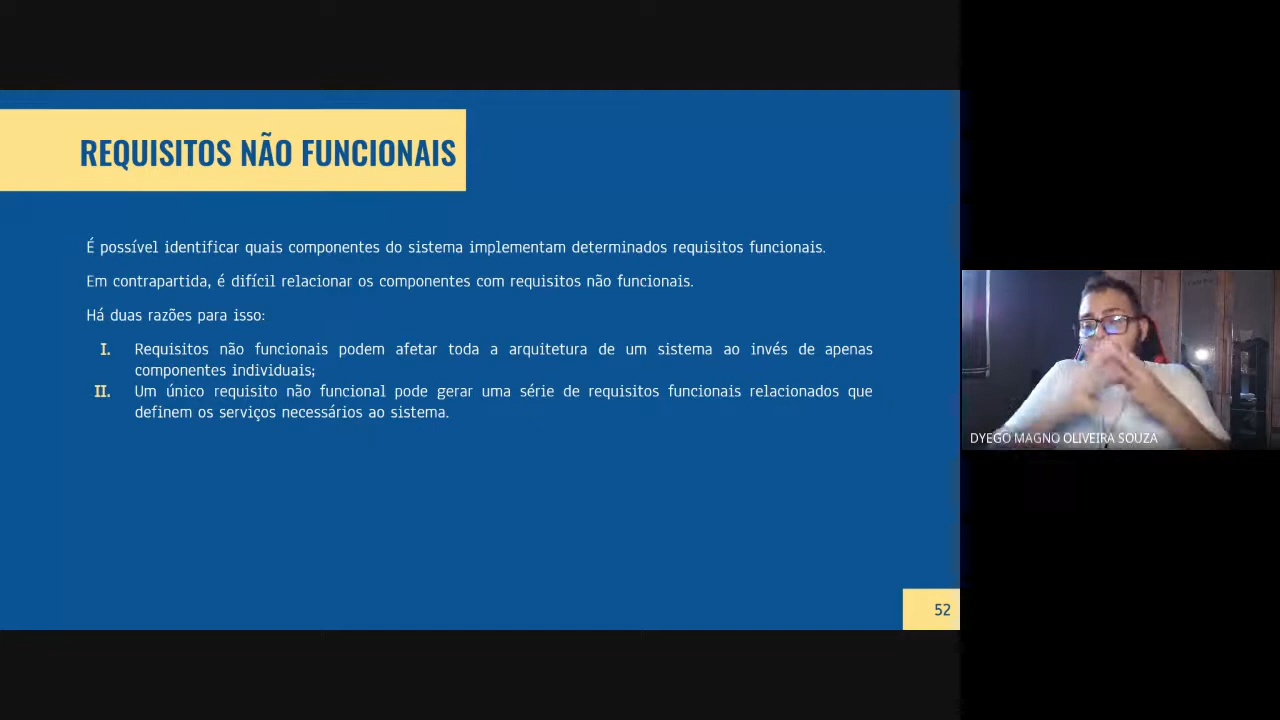 REQUISITOS NÃO FUNCIONAIS
É possível identificar quais componentes do sistema implementam determinados requisitos funcionais.
Em contrapartida, é difícil relacionar os componentes com requisitos não funcionais.
Há duas razões para isso:
I. Requisitos não funcionais podem afetar toda a arquitetura de um sistema ao invés de apenas
componentes individuais;
II. Um único requisito não funcional pode gerar uma série de requisitos funcionais relacionados que
definem os serviços necessários ao sistema.
DYEGO MAGNO OLIVEIRA SOUZA
52